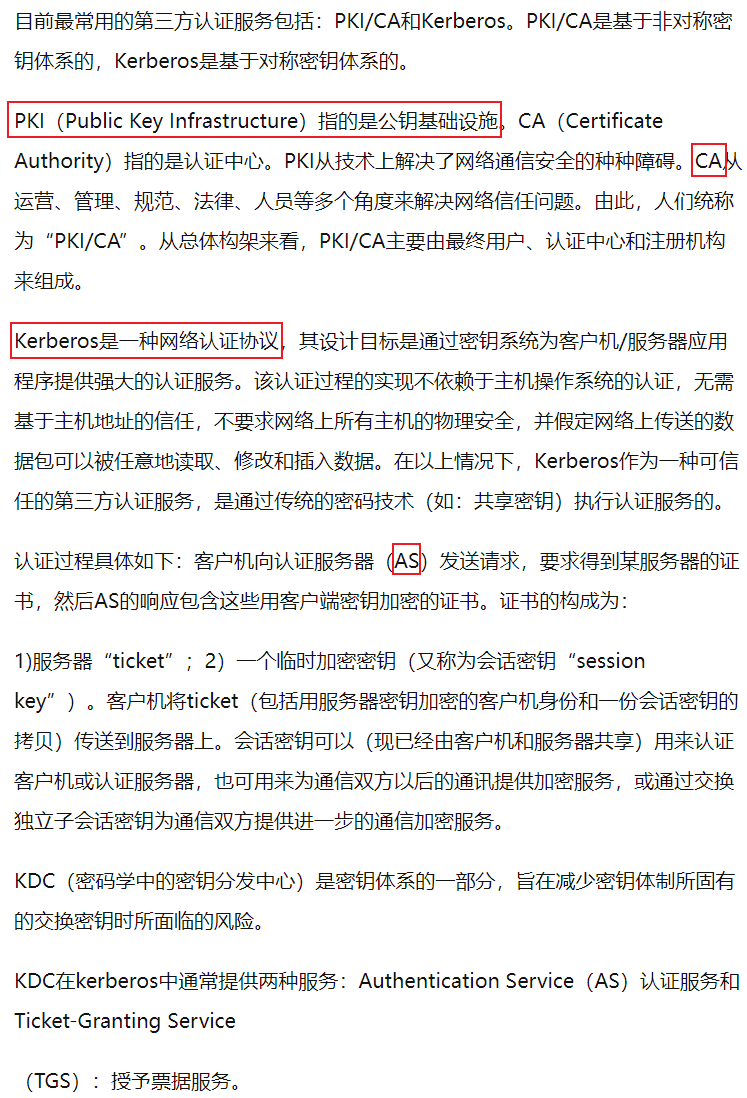 目前最常用的第三方认证服务包括：PKI/CA和Kerberos。PKI/CA是基于非对称密
钥体系的，Kerberos是基于对称密钥体系的。
PKI（Public Key Infrastructure）指的是公钥基础设施。CA（Certificate
Authority）指的是认证中心。PKI从技术上解决了网络通信安全的种种障碍。CA从
运营、管理、规范、法律、人员等多个角度来解决网络信任问题。由此，人们统称
为“PKI/CA”。从总体构架来看，PKI/CA主要由最终用户、认证中心和注册机构
来组成。
Kerberos是一种网络认证协议，其设计目标是通过密钥系统为客户机/服务器应用
程序提供强大的认证服务。该认证过程的实现不依赖于主机操作系统的认证，无需
基于主机地址的信任，不要求网络上所有主机的物理安全，并假定网络上传送的数
据包可以被任意地读取、修改和插入数据。在以上情况下，Kerberos作为一种可信
任的第三方认证服务，是通过传统的密码技术（如：共享密钥）执行认证服务的。
认证过程具体如下：客户机向认证服务器（AS）发送请求，要求得到某服务器的证
书，然后AS的响应包含这些用客户端密钥加密的证书。证书的构成为：
1)服务器“ticket”；2）一个临时加密密钥（又称为会话密钥“session
key”）。客户机将ticket（包括用服务器密钥加密的客户机身份和一份会话密钥的
拷贝）传送到服务器上。会话密钥可以（现已经由客户机和服务器共享）用来认证
客户机或认证服务器，也可用来为通信双方以后的通讯提供加密服务，或通过交换
独立子会话密钥为通信双方提供进一步的通信加密服务。
KDC（密码学中的密钥分发中心）是密钥体系的一部分，旨在减少密钥体制所固有
的交换密钥时所面临的风险。
KDC在kerberos中通常提供两种服务：Authentication Service（AS）认证服务和
Ticket-Granting Service
（TGS）：授予票据服务。